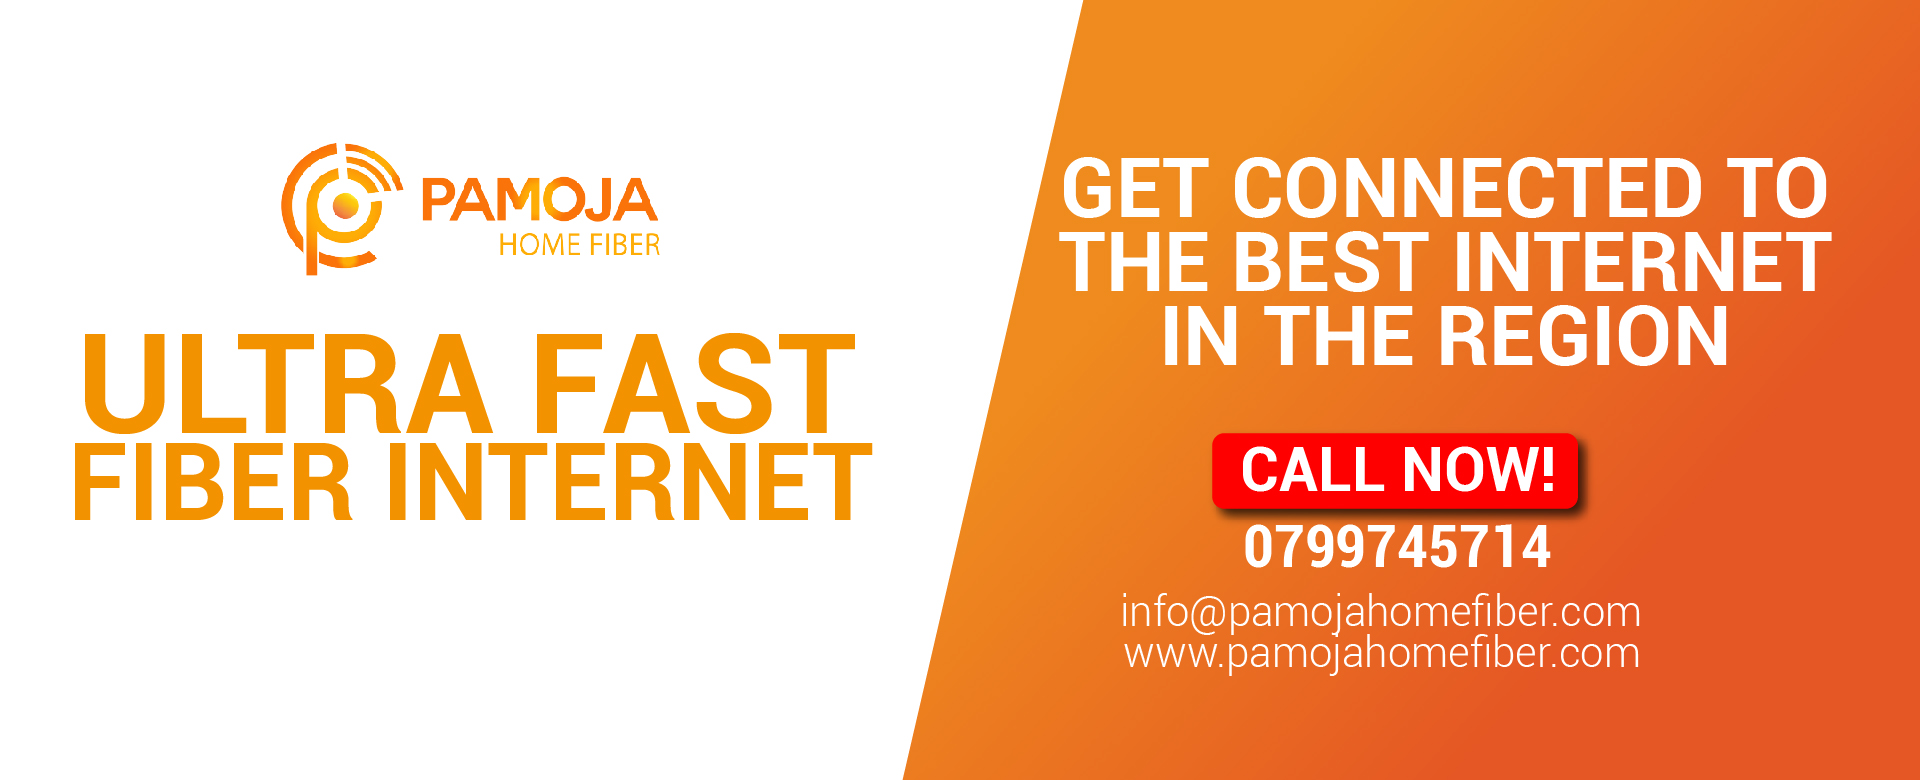 PAMOJA
HOME FIBER
ULTRA FAST
FIBER INTERNET
GET CONNECTED TO
THE BEST INTERNET
IN THE REGION
CALL NOW!
0799745714
info@pamojahomefiber.com
www.pamojahomefiber.com